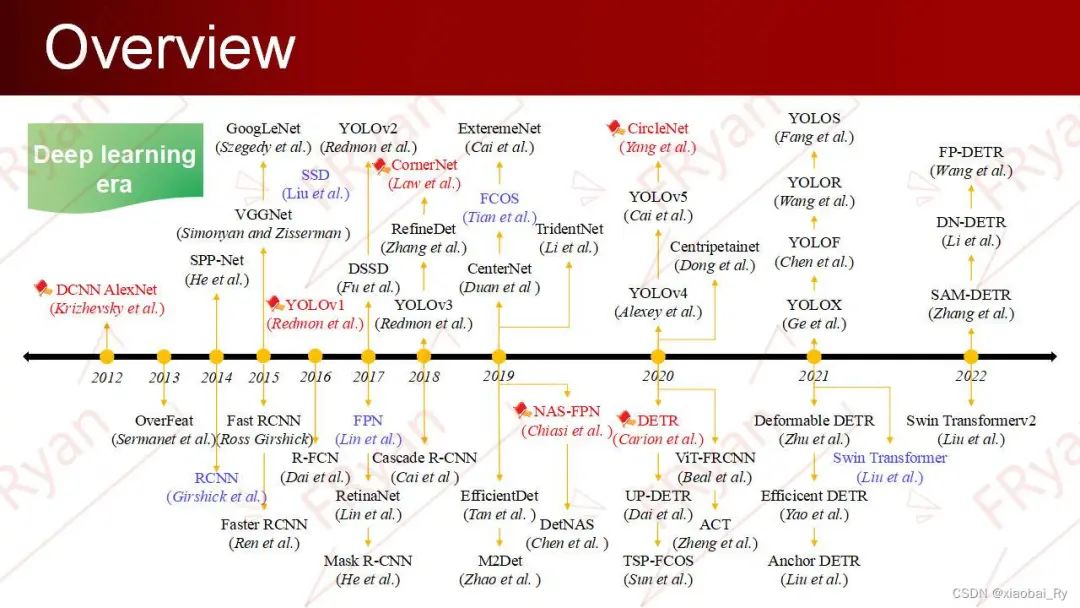 Overview
Deep learning
era
DCNN AlexNet
(Krizhevsky et al.)
SPP-Net
(He et al.)
GoogLeNet
(Szegedy et al.)
VGGNet
(Simonyan and Zisserman )
SSD
(Liu et al.)
YOLOv1
(Redmon et al.)
YOLOv2
(Redmon et al.)
DSSD
(Fu et al.)
CornerNet
(Law et al.)
RefineDet
(Zhang et al.)
YOLOv3
(Redmon et al.)
ExteremeNet
(Cai et al.)
FCOS
(Tian et al.)
CenterNet
(Duan et al )
TridentNet
(Li et al.)
CircleNet
(Yang et al.)
YOLOv5
(Cai et al.)
YOLOv4
(Alexey et al.)
Centripetainet
(Dong et al.)
YOLOS
(Fang et al.)
YOLOR
(Wang et al.)
YOLOF
(Chen et al.)
YOLOX
(Ge et al.)
FP-DETR
(Wang et al.)
DN-DETR
(Li et al.)
SAM-DETR
(Zhang et al.)
2012
2013
2014
2015
2016
2017
2018
2019
2020
2021
2022
OverFeat
(Sermanet et al.)
RCNN
(Girshick et al.)
Fast RCNN
(Ross Girshick)
Faster RCNN
(Ren et al.)
R-FCN
(Dai et al.)
FPN
(Lin et al.)
RetinaNet
(Lin et al.)
Mask R-CNN
(He et al.)
Cascade R-CNN
(Cai et al )
EfficientDet
(Tan et al.)
M2Det
(Zhao et al. )
NAS-FPN
(Chiasi et al.)
DetNAS
(Chen et al. )
DETR
(Carion et al.)
UP-DETR
(Dai et al.)
TSP-FCOS
(Sun et al.)
ViT-FRCNN
(Beal et al.)
ACT
(Zheng et al.)
Deformable DETR
(Zhu et al.)
Efficecent DETR
(Yao et al.)
Anchor DETR
(Liu et al.)
Swin Transformer
(Liu et al.)
Swin Transformerv2
(Liu et al.)
FRyan
CSDN @xiaobai_Ry